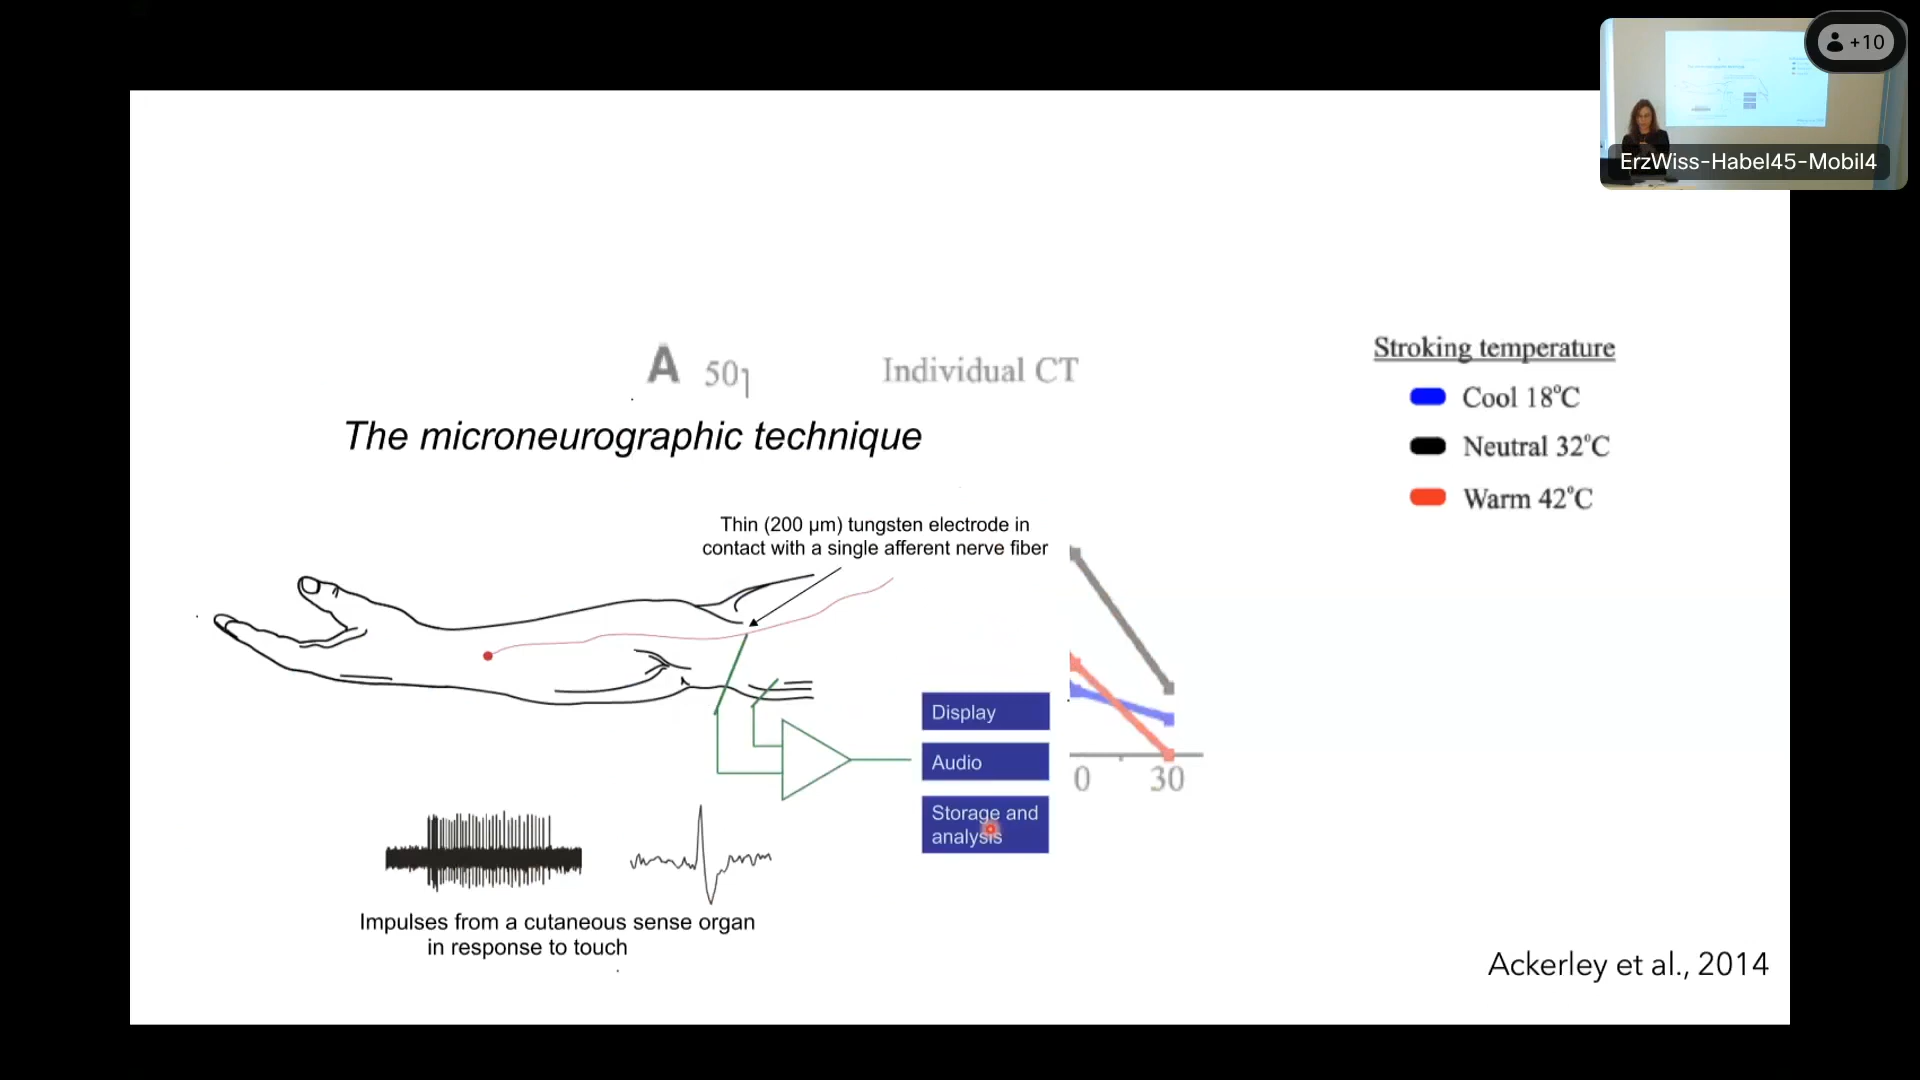 +10
ErzWiss-Habel45-Mobil4
A 50
Individual CT
Stroking temperature
Cool 18°C
Neutral 32°C
Warm 42°C
The microneurographic technique
Thin (200 µm) tungsten electrode in
contact with a single afferent nerve fiber
Display
Audio
Storage and
analysis
0 30
Impulses from a cutaneous sense organ
in response to touch
Ackerley et al., 2014